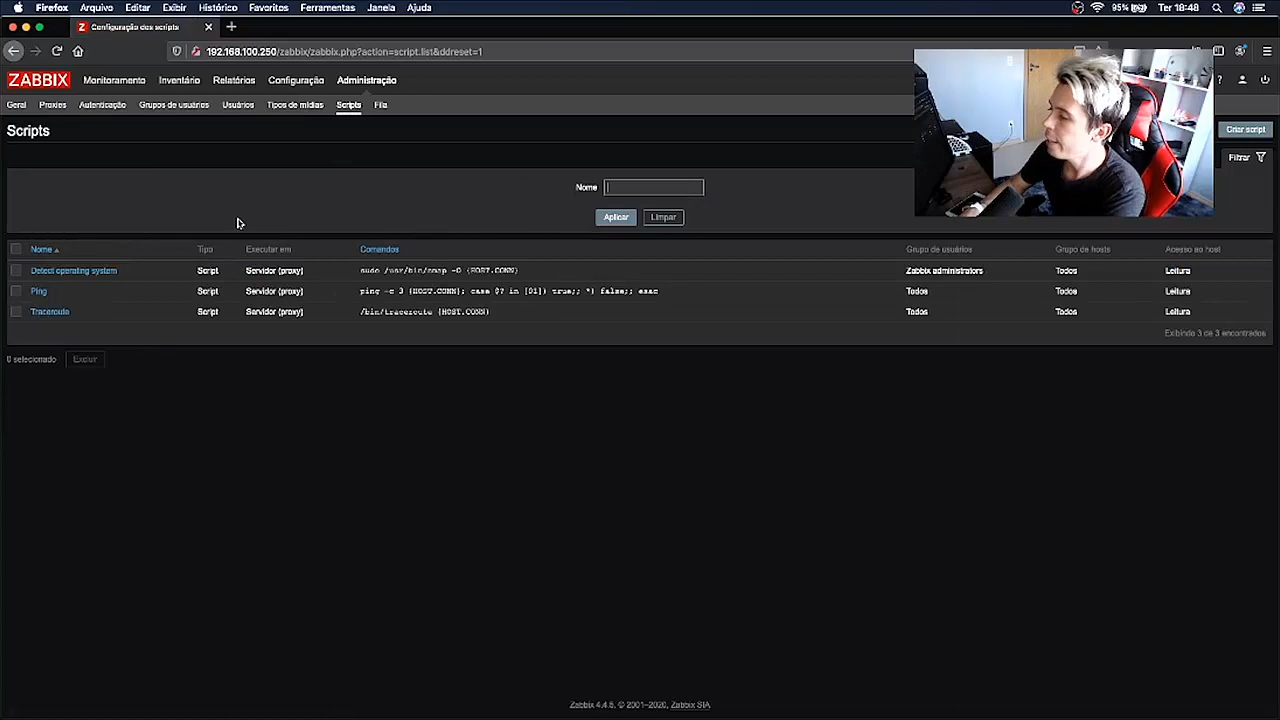 Firefox Arquivo Editar Exibir Histórico Favoritos Ferramentas Janela Ajuda 95% Ter 18:48
Configuração dos scripts
192.168.100.250/zabbix/zabbix.php?action=script.list&ddreset=1
ZABBIX Monitoramento Inventário Relatórios Configuração Administração ?
Geral Proxies Autenticação Grupos de usuários Usuários Tipos de mídias Scripts Fila
Scripts
Criar script
Filtrar
Nome
Aplicar Limpar
Nome Tipo Executar em Comandos Grupo de usuários Grupo de hosts Acesso ao host
Detect operating system Script Servidor (proxy) sudo /usr/bin/nmap -O {HOST.CONN} Zabbix administrators Todos Leitura
Ping Script Servidor (proxy) ping -c 3 {HOST.CONN}; case $? in [01]) true;; *) false;; esac Todos Todos Leitura
Traceroute Script Servidor (proxy) /bin/traceroute {HOST.CONN} Todos Todos Leitura
Exibindo 3 de 3 encontrados
0 selecionado Excluir
Zabbix 4.4.5. © 2001–2020, Zabbix SIA